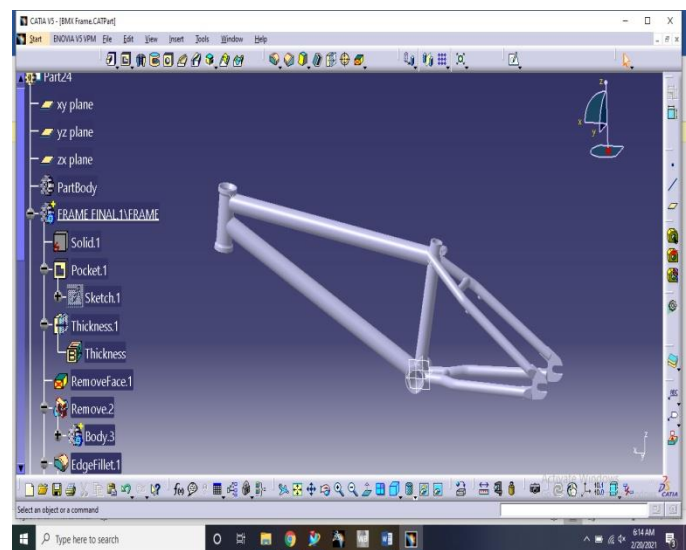 CATIA V5 - [BMX Frame.CATPart]
Start ENOVIA V5 VPM File Edit View Insert Tools Window Help
Part24
xy plane
yz plane
zx plane
PartBody
FRAME FINAL.1\FRAME
Solid.1
Pocket.1
Sketch.1
Thickness.1
Thickness
RemoveFace.1
Remove.2
Body.3
EdgeFillet.1
z
x
y
z
CATIA
Select an object or a command
Type here to search
6:14 AM
2/20/2021